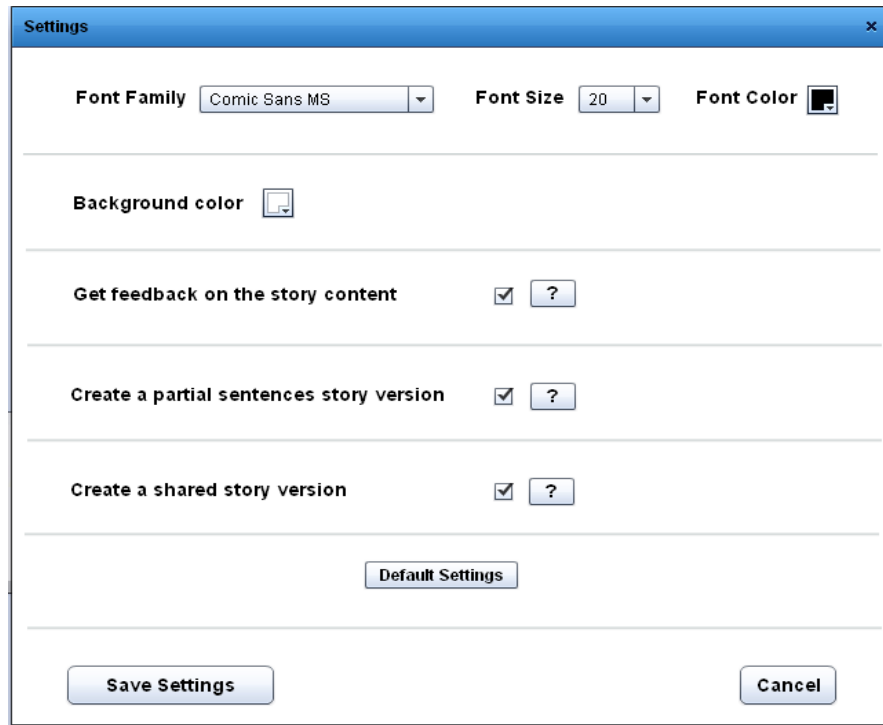 Settings x
Font Family Comic Sans MS Font Size 20 Font Color
Background color
Get feedback on the story content ?
Create a partial sentences story version ?
Create a shared story version ?
Default Settings
Save Settings Cancel